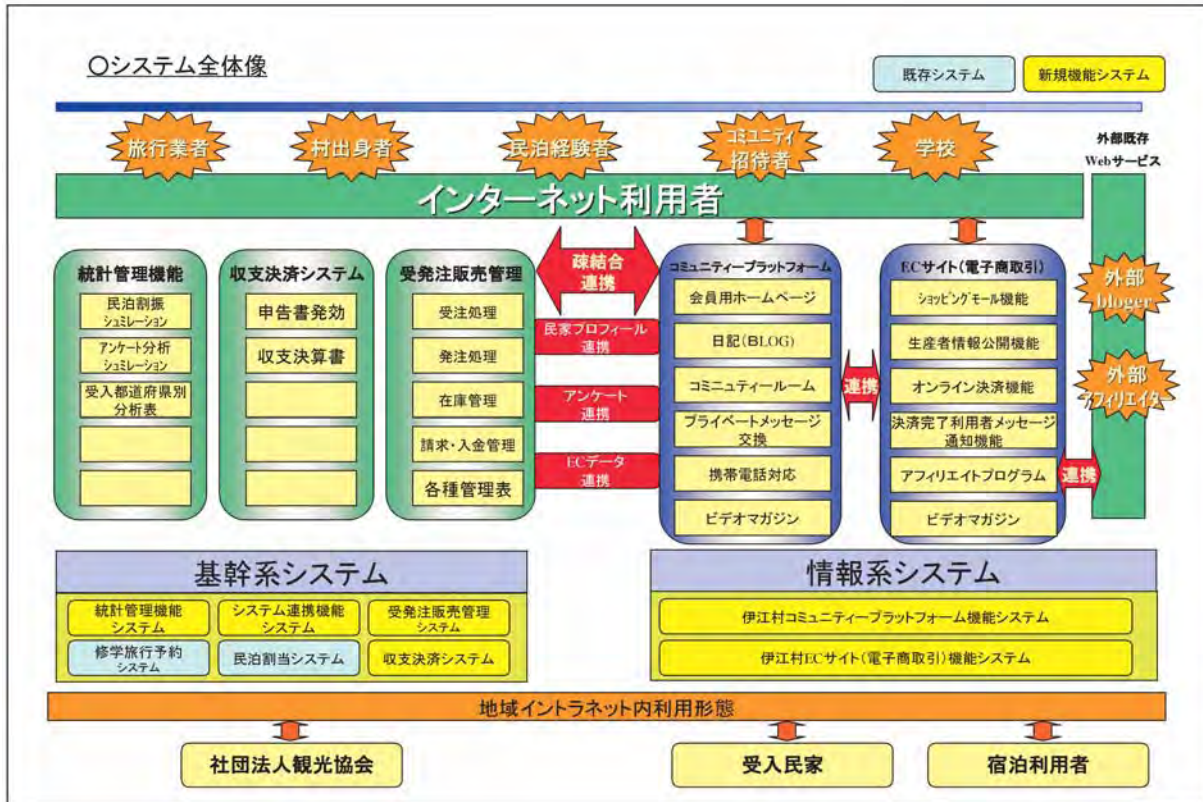 〇システム全体像
既存システム
新規機能システム
旅行業者
村出身者
民泊経験者
コミュニティ
招待者
学校
外部既存
Webサービス
インターネット利用者
統計管理機能
民泊割振
シュミレーション
アンケート分析
シュミレーション
受入都道府県別
分析表
収支決済システム
申告書発効
収支決算書
受発注販売管理
受注処理
発注処理
在庫管理
請求・入金管理
各種管理表
疎結合
連携
民家プロフィール
連携
アンケート
連携
ECデータ
連携
コミュニティープラットフォーム
会員用ホームページ
日記(BLOG)
コミニュティールーム
プライベートメッセージ
交換
携帯電話対応
ビデオマガジン
連携
ECサイト(電子商取引)
ショッピングモール機能
生産者情報公開機能
オンライン決済機能
決済完了利用者メッセージ
通知機能
アフィリエイトプログラム
ビデオマガジン
連携
外部
bloger
外部
アフィリエイター
基幹系システム
統計管理機能
システム
システム連携機能
システム
受発注販売管理
システム
修学旅行予約
システム
民泊割当システム
収支決済システム
情報系システム
伊江村コミュニティープラットフォーム機能システム
伊江村ECサイト(電子商取引)機能システム
地域イントラネット内利用形態
社団法人観光協会
受入民家
宿泊利用者